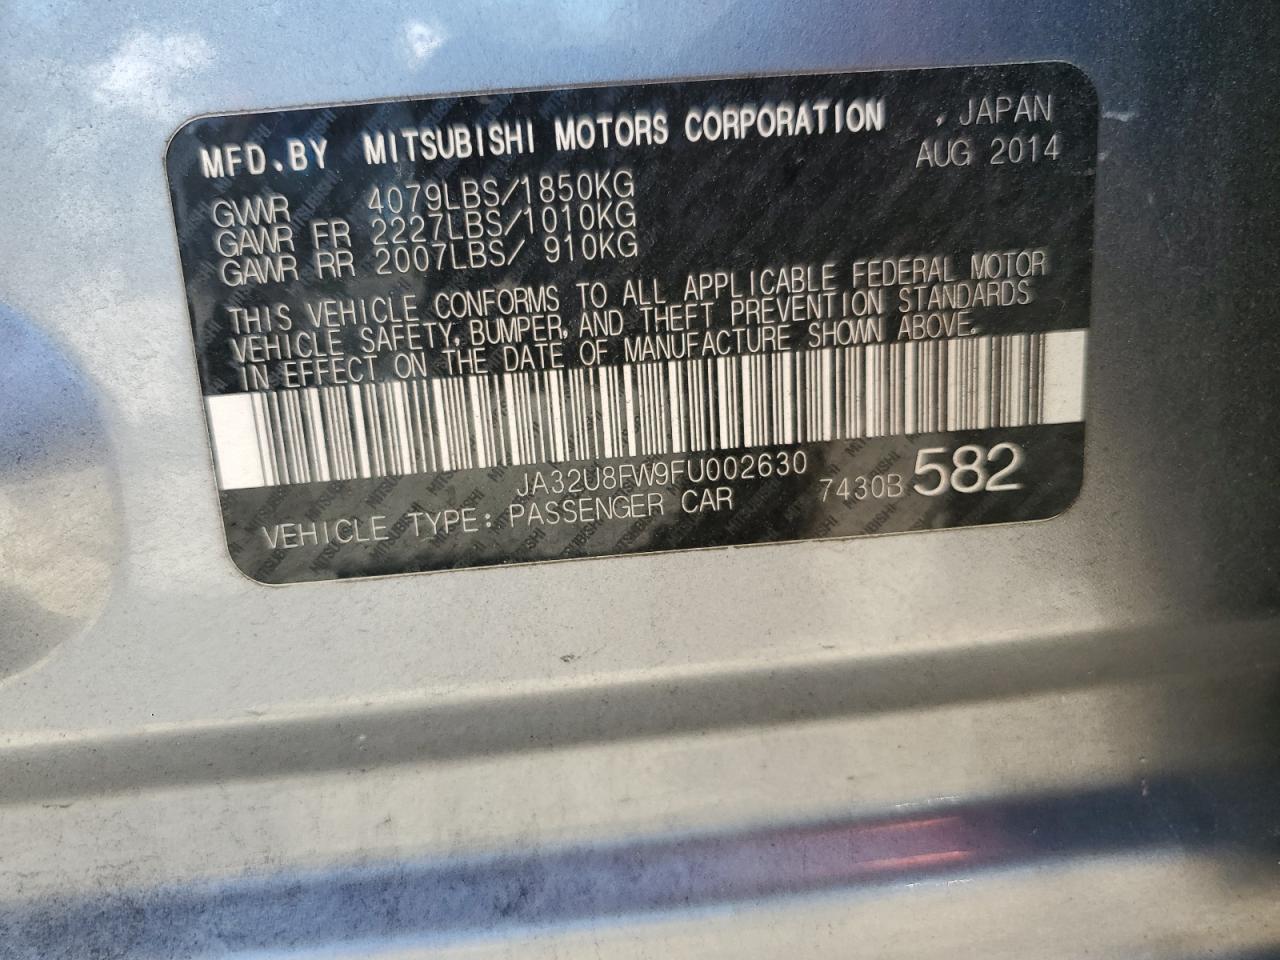 MFD.BY MITSUBISHI MOTORS CORPORATION , JAPAN
AUG 2014
GVWR 4079LBS/1850KG
GAWR FR 2227LBS/1010KG
GAWR RR 2007LBS/ 910KG
THIS VEHICLE CONFORMS TO ALL APPLICABLE FEDERAL MOTOR
VEHICLE SAFETY, BUMPER, AND THEFT PREVENTION STANDARDS
IN EFFECT ON THE DATE OF MANUFACTURE SHOWN ABOVE.
JA32U8FW9FU002630 7430B 582
VEHICLE TYPE: PASSENGER CAR